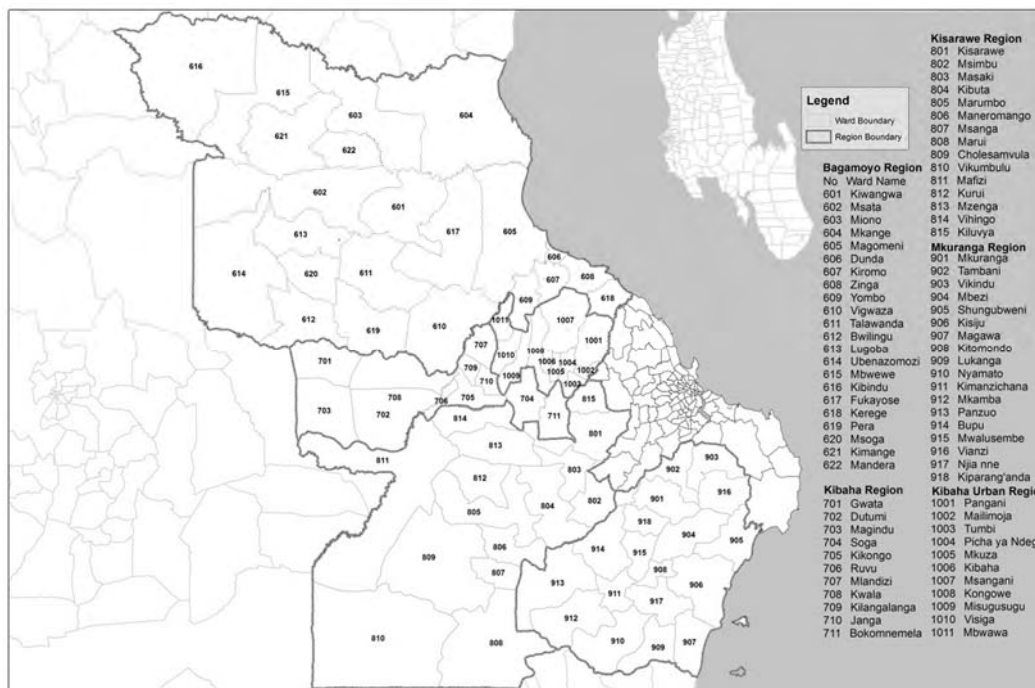 616
615
603
604
621
622
602
601
613
617
605
614
620
611
606
607
608
609
618
612
619
610
1011
1007
707
1001
1010
1008
1006
1004
1005
1002
1009
1003
709
710
701
708
703
702
706
705
704
711
815
814
801
813
811
803
812
802
804
805
806
809
807
810
808
902
903
901
916
918
904
905
914
915
908
913
906
911
917
912
910
909
907
Legend
Ward Boundary
Region Boundary
Bagamoyo Region
No Ward Name
601 Kiwangwa
602 Msata
603 Miono
604 Mkange
605 Magomeni
606 Dunda
607 Kiromo
608 Zinga
609 Yombo
610 Vigwaza
611 Talawanda
612 Bwilingu
613 Lugoba
614 Ubenazomozi
615 Mbwewe
616 Kibindu
617 Fukayose
618 Kerege
619 Pera
620 Msoga
621 Kimange
622 Mandera
Kibaha Region
701 Gwata
702 Dutumi
703 Magindu
704 Soga
705 Kikongo
706 Ruvu
707 Mlandizi
708 Kwala
709 Kilangalanga
710 Janga
711 Bokomnemela
Kisarawe Region
801 Kisarawe
802 Msimbu
803 Masaki
804 Kibuta
805 Marumbo
806 Maneromango
807 Msanga
808 Marui
809 Cholesamvula
810 Vikumbulu
811 Mafizi
812 Kurui
813 Mzenga
814 Vihingo
815 Kiluvya
Mkuranga Region
901 Mkuranga
902 Tambani
903 Vikindu
904 Mbezi
905 Shungubweni
906 Kisiju
907 Magawa
908 Kitomondo
909 Lukanga
910 Nyamato
911 Kimanzichana
912 Mkamba
913 Panzuo
914 Bupu
915 Mwalusembe
916 Vianzi
917 Njia nne
918 Kiparang'anda
Kibaha Urban Regi
1001 Pangani
1002 Mailimoja
1003 Tumbi
1004 Picha ya Ndeg
1005 Mkuza
1006 Kibaha
1007 Msangani
1008 Kongowe
1009 Misugusugu
1010 Visiga
1011 Mbwawa